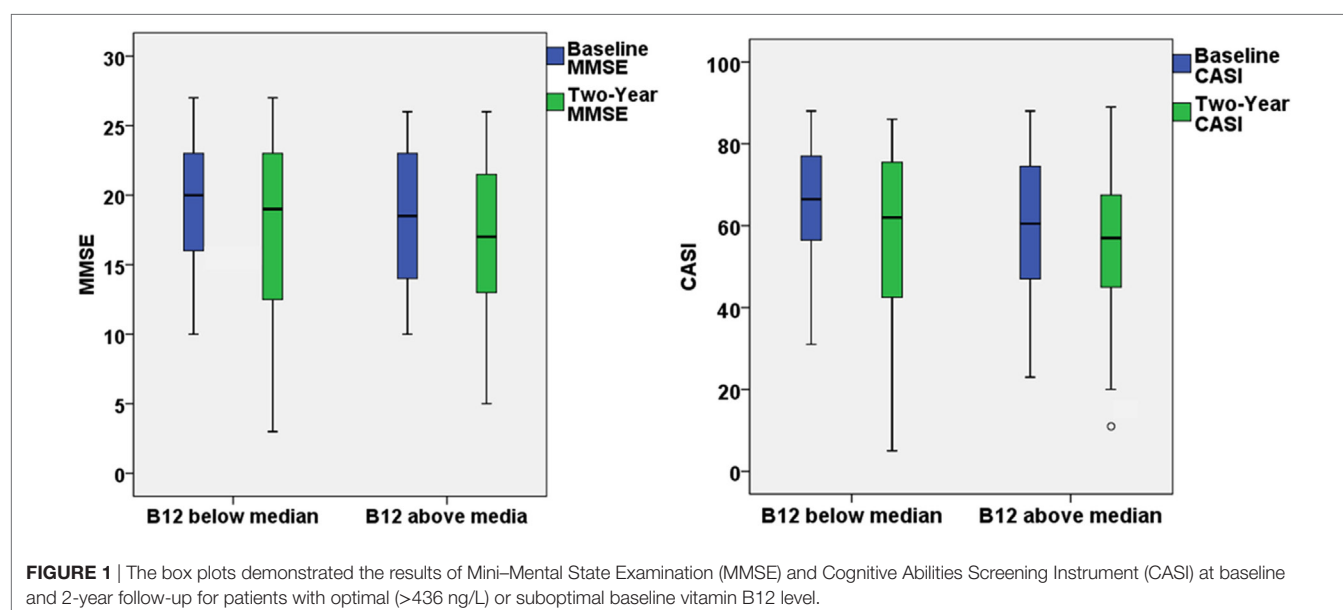 30
25
20
15
10
5
0
MMSE
B12 below median
B12 above media
Baseline
MMSE
Two-Year
MMSE
100
80
60
40
20
0
CASI
B12 below median
B12 above median
Baseline
CASI
Two-Year
CASI
FIGURE 1 | The box plots demonstrated the results of Mini–Mental State Examination (MMSE) and Cognitive Abilities Screening Instrument (CASI) at baseline
and 2-year follow-up for patients with optimal (>436 ng/L) or suboptimal baseline vitamin B12 level.